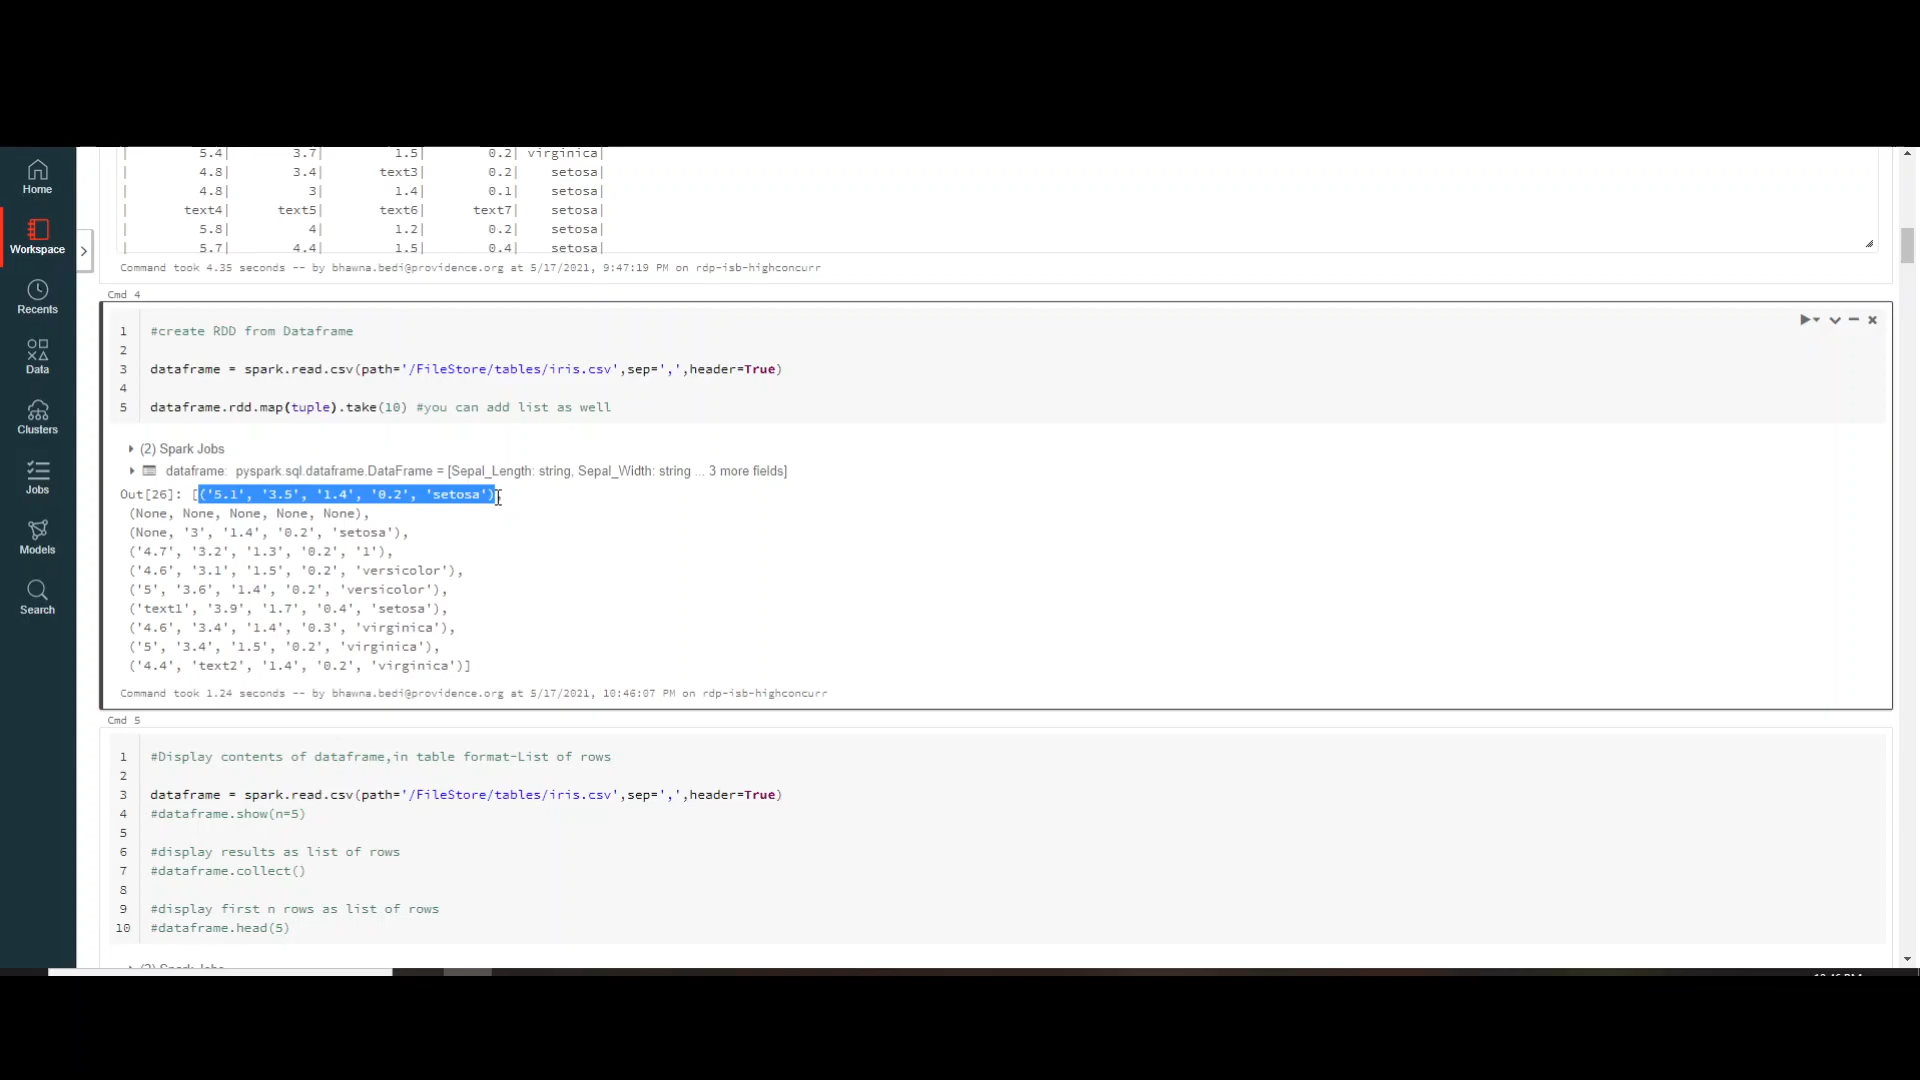 Home
Workspace
Recents
Data
Clusters
Jobs
Models
Search
| 5.4| 3.7| 1.5| 0.2| virginica|
| 4.8| 3.4| text3| 0.2| setosa|
| 4.8| 3| 1.4| 0.1| setosa|
| text4| text5| text6| text7| setosa|
| 5.8| 4| 1.2| 0.2| setosa|
| 5.7| 4.4| 1.5| 0.4| setosa|
Command took 4.35 seconds -- by bhawna.bedi@providence.org at 5/17/2021, 9:47:19 PM on rdp-isb-highconcurr
Cmd 4
1 #create RDD from Dataframe
2
3 dataframe = spark.read.csv(path='/FileStore/tables/iris.csv',sep=',',header=True)
4
5 dataframe.rdd.map(tuple).take(10) #you can add list as well
(2) Spark Jobs
dataframe: pyspark.sql.dataframe.DataFrame = [Sepal_Length: string, Sepal_Width: string ... 3 more fields]
Out[26]: [('5.1', '3.5', '1.4', '0.2', 'setosa'),
(None, None, None, None, None),
(None, '3', '1.4', '0.2', 'setosa'),
('4.7', '3.2', '1.3', '0.2', '1'),
('4.6', '3.1', '1.5', '0.2', 'versicolor'),
('5', '3.6', '1.4', '0.2', 'versicolor'),
('text1', '3.9', '1.7', '0.4', 'setosa'),
('4.6', '3.4', '1.4', '0.3', 'virginica'),
('5', '3.4', '1.5', '0.2', 'virginica'),
('4.4', 'text2', '1.4', '0.2', 'virginica')]
Command took 1.24 seconds -- by bhawna.bedi@providence.org at 5/17/2021, 10:46:07 PM on rdp-isb-highconcurr
Cmd 5
1 #Display contents of dataframe,in table format-List of rows
2
3 dataframe = spark.read.csv(path='/FileStore/tables/iris.csv',sep=',',header=True)
4 #dataframe.show(n=5)
5
6 #display results as list of rows
7 #dataframe.collect()
8
9 #display first n rows as list of rows
10 #dataframe.head(5)